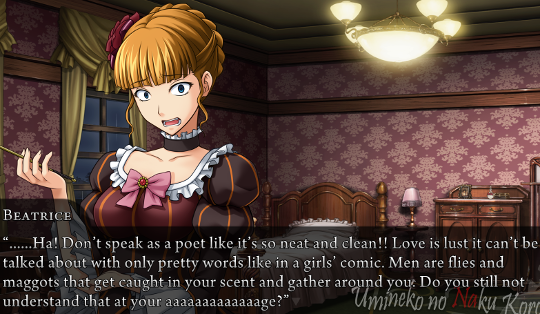 Beatrice
“......Ha! Don't speak as a poet like it's so neat and clean!! Love is lust it can't be
talked about with only pretty words like in a girls' comic. Men are flies and
maggots that get caught in your scent and gather around you. Do you still not
understand that at your aaaaaaaaaaaaage?”
Umineko no Naku Koro